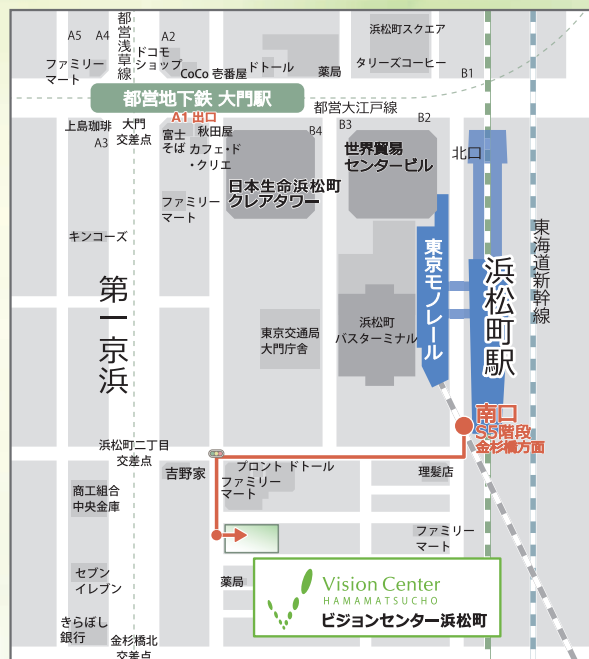 A5
A4
都営浅草線
A2
ドコモ
ショップ
ファミリー
マート
CoCo 壱番屋
ドトール
薬局
浜松町スクエア
タリーズコーヒー
B1
都営地下鉄 大門駅
都営大江戸線
A1 出口
上島珈琲
A3
大門
交差点
富士
そば
秋田屋
カフェ・ド
・クリエ
B4
B3
B2
世界貿易
センタービル
北口
日本生命浜松町
クレアタワー
ファミリー
マート
キンコーズ
第一京浜
東京モノレール
浜松町駅
東海道新幹線
東京交通局
大門庁舎
浜松町
バスターミナル
南口
S5階段
金杉橋方面
浜松町二丁目
交差点
吉野家
プロント ドトール
ファミリー
マート
理髪店
商工組合
中央金庫
ファミリー
マート
セブン
イレブン
薬局
きらぼし
銀行
金杉橋北
交差点
Vision Center
HAMAMATSUCHO
ビジョンセンター浜松町